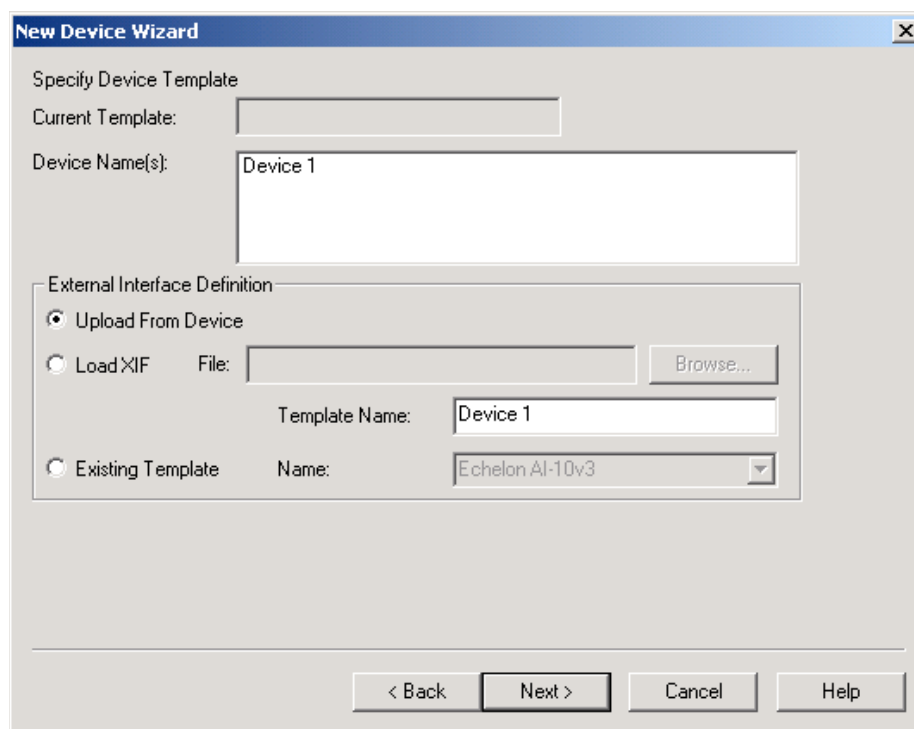 New Device Wizard
Specify Device Template
Current Template:
Device Name(s):
Device 1
External Interface Definition
Upload From Device
Load XIF File: Browse...
Template Name: Device 1
Existing Template Name: Echelon AI-10v3
< Back Next > Cancel Help